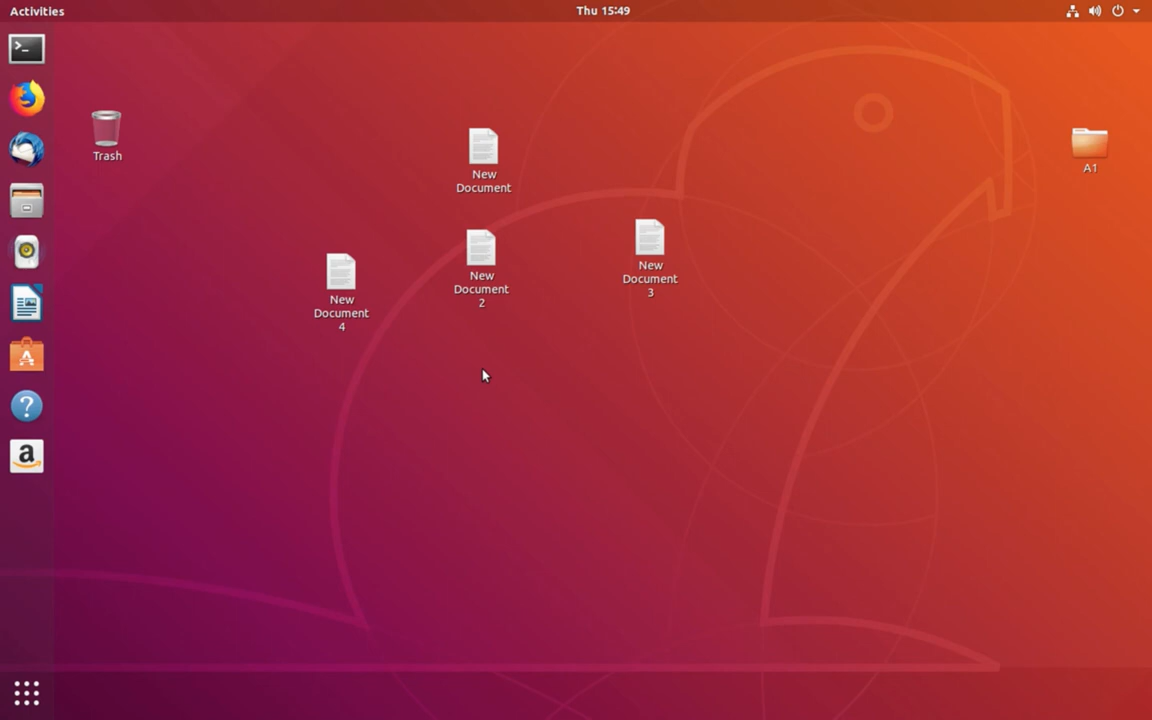 Activities
Thu 15:49
Trash
New
Document
A1
New
Document
2
New
Document
3
New
Document
4
>_
?
a